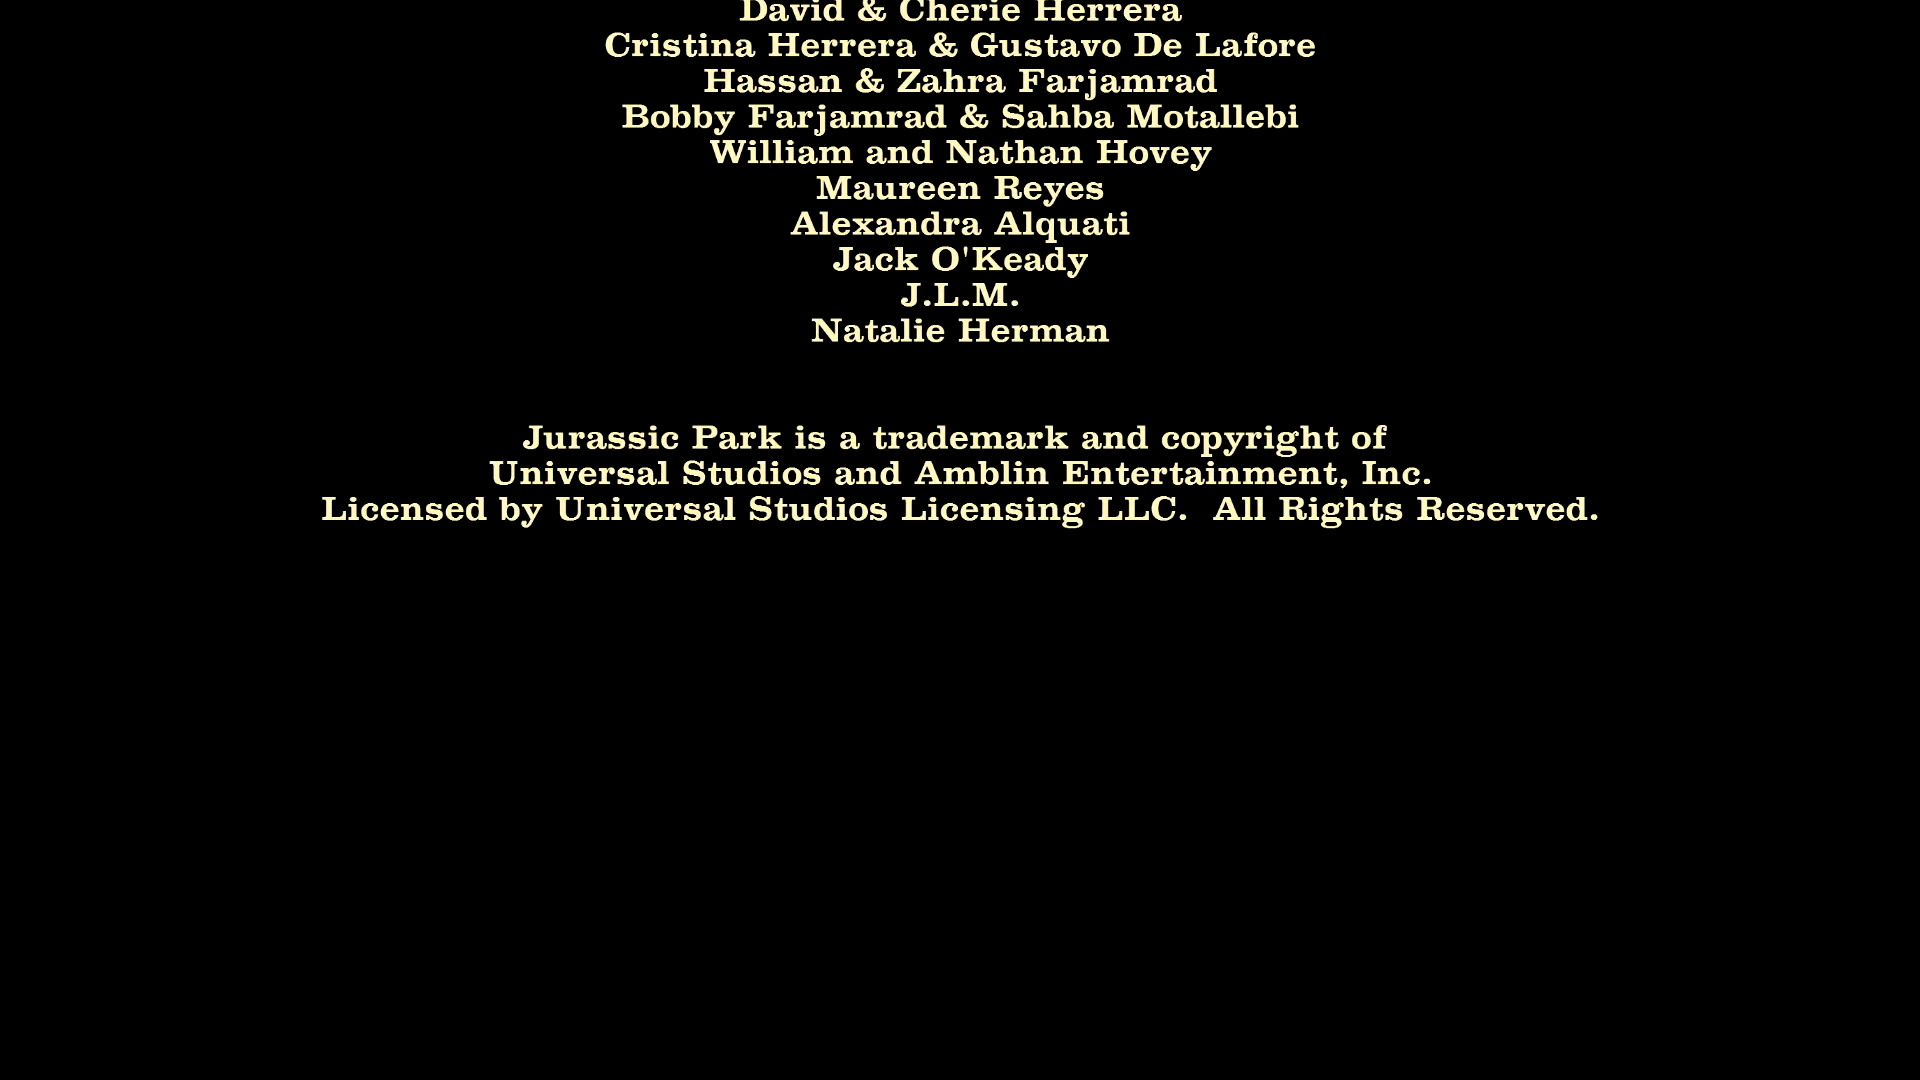 David & Cherie Herrera
Cristina Herrera & Gustavo De Lafore
Hassan & Zahra Farjamrad
Bobby Farjamrad & Sahba Motallebi
William and Nathan Hovey
Maureen Reyes
Alexandra Alquati
Jack O'Keady
J.L.M.
Natalie Herman
Jurassic Park is a trademark and copyright of
Universal Studios and Amblin Entertainment, Inc.
Licensed by Universal Studios Licensing LLC.  All Rights Reserved.